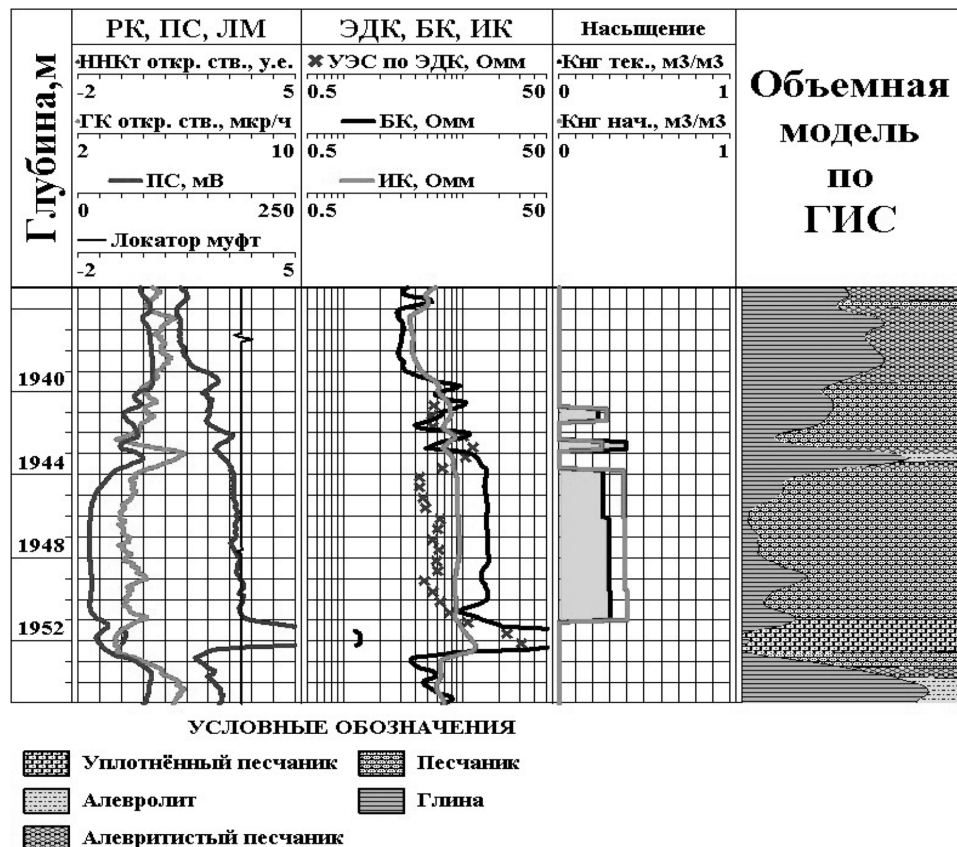 Глубина,м
РК, ПС, ЛМ
ННКт откр. ств., у.е.
-2 5
ГК откр. ств., мкр/ч
2 10
ПС, мВ
0 250
Локатор муфт
-2 5
ЭДК, БК, ИК
УЭС по ЭДК, Омм
0.5 50
БК, Омм
0.5 50
ИК, Омм
0.5 50
Насыщение
Кнг тек., м3/м3
0 1
Кнг нач., м3/м3
0 1
Объемная
модель
по
ГИС
1940
1944
1948
1952
УСЛОВНЫЕ ОБОЗНАЧЕНИЯ
Уплотнённый песчаник
Песчаник
Алевролит
Глина
Алевритистый песчаник